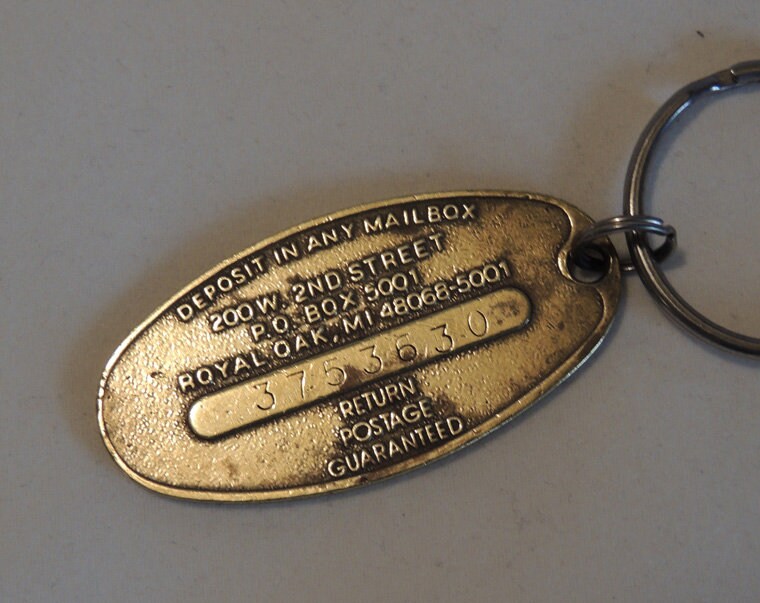 DEPOSIT IN ANY MAILBOX
200 W. 2ND STREET
P.O. BOX 5001
ROYAL OAK, MI 48068-5001
3753630
RETURN
POSTAGE
GUARANTEED